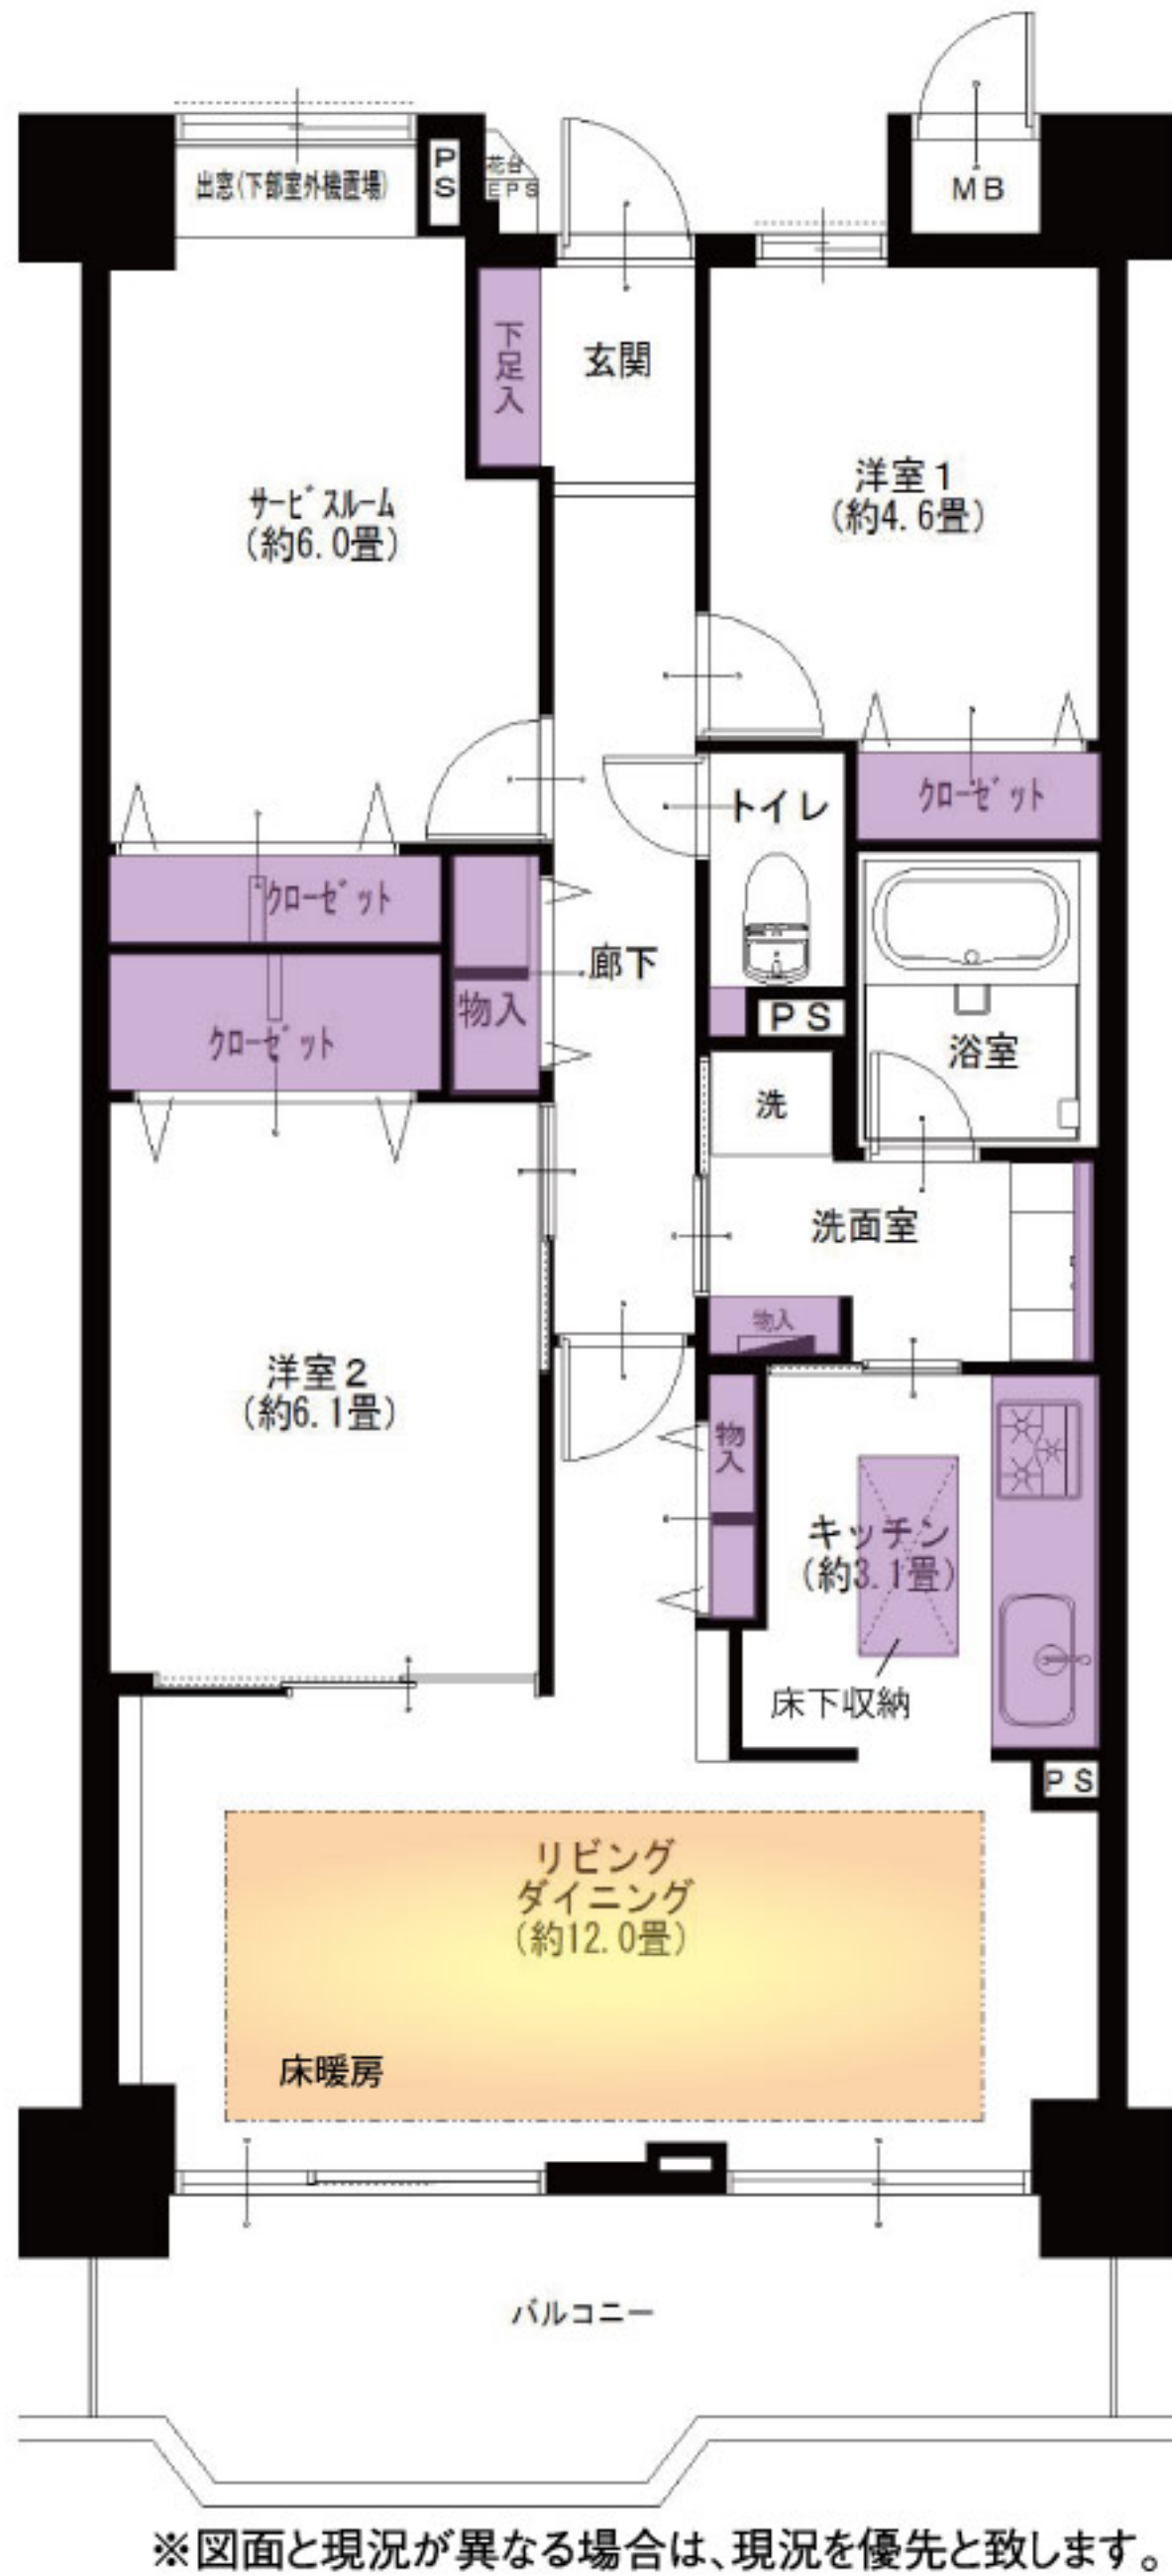 出窓(下部室外機置場)
PS
花台
EPS
MB
下足入
玄関
洋室1
(約4.6畳)
サービスルーム
(約6.0畳)
トイレ
クローゼット
クローゼット
廊下
物入
PS
クローゼット
浴室
洗
洗面室
物入
洋室2
(約6.1畳)
物入
キッチン
(約3.1畳)
床下収納
PS
リビング
ダイニング
(約12.0畳)
床暖房
バルコニー
※図面と現況が異なる場合は、現況を優先と致します。